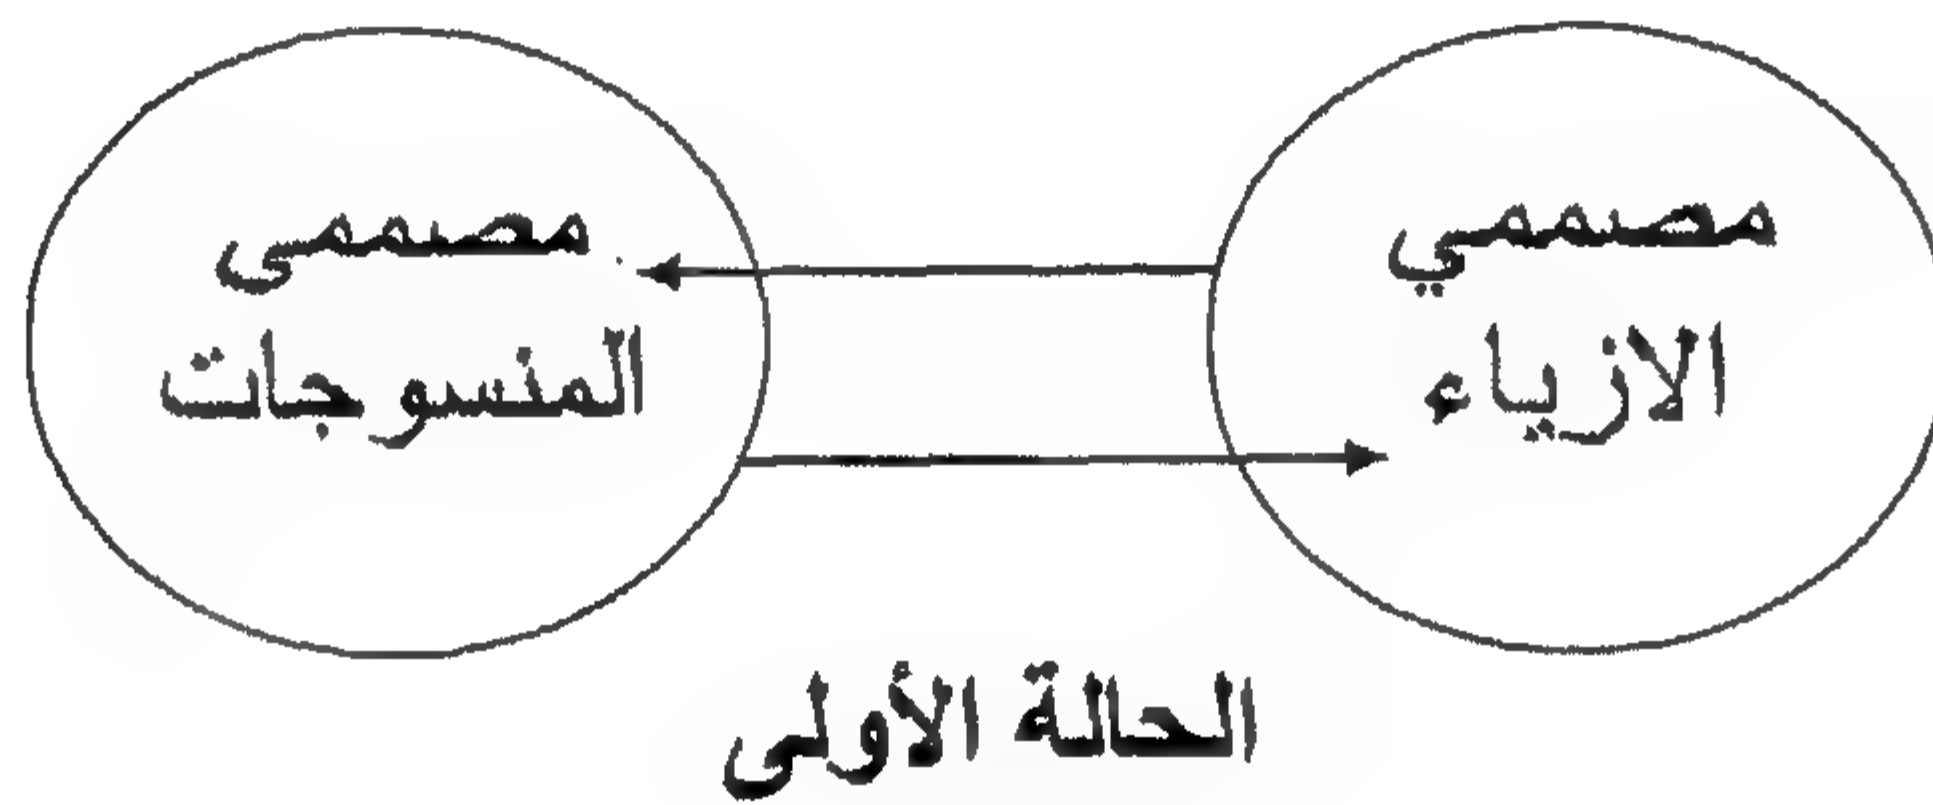 مصممي
الازياء
مصممى
المنسوجات
الحالة الأولى